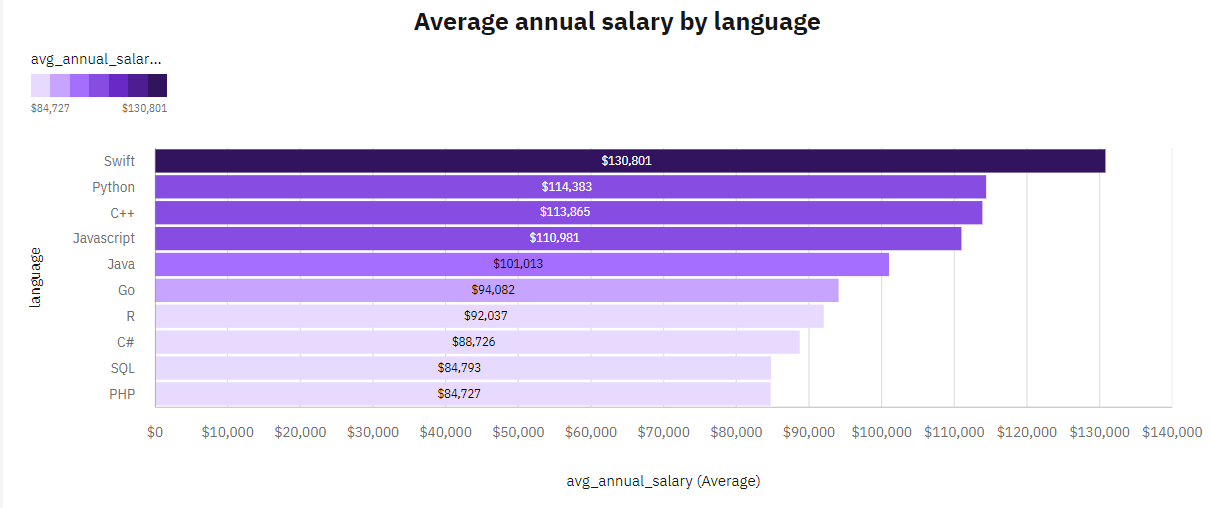 Average annual salary by language
avg_annual_salar...
$84,727 $130,801
language
Swift $130,801
Python $114,383
C++ $113,865
Javascript $110,981
Java $101,013
Go $94,082
R $92,037
C# $88,726
SQL $84,793
PHP $84,727
$0 $10,000 $20,000 $30,000 $40,000 $50,000 $60,000 $70,000 $80,000 $90,000 $100,000 $110,000 $120,000 $130,000 $140,000
avg_annual_salary (Average)